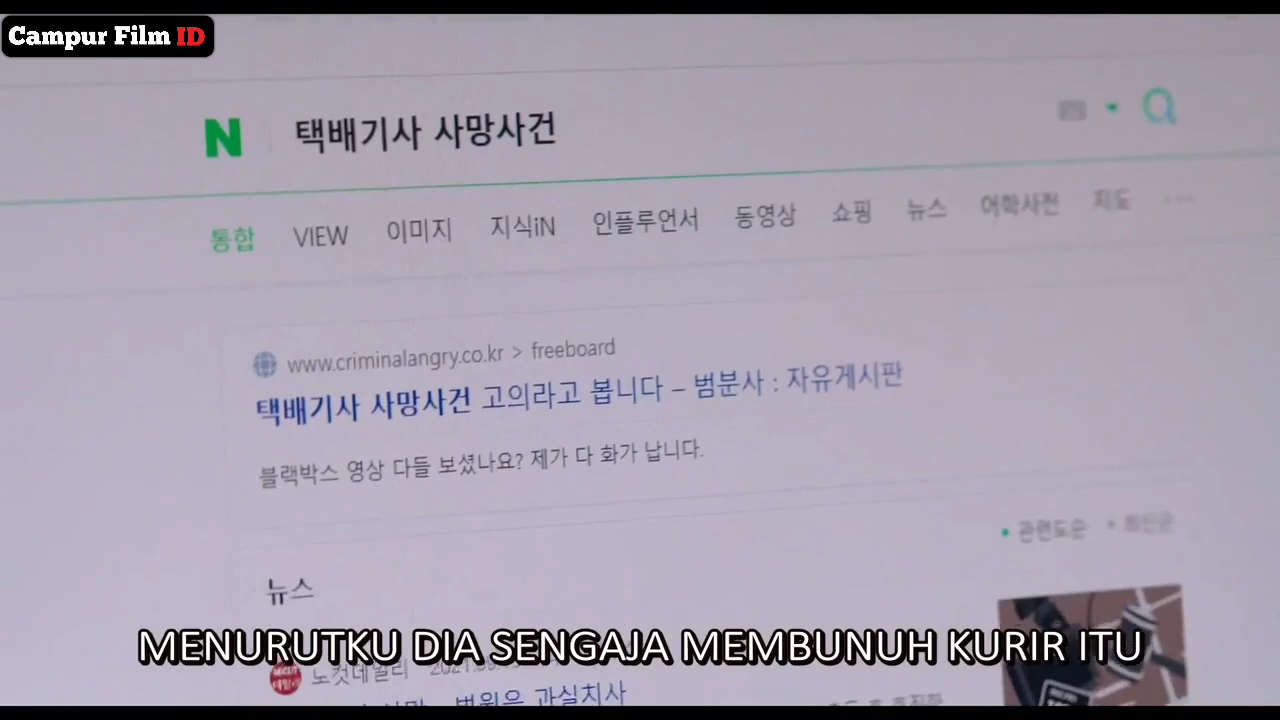 Campur Film ID
N 택배기사 사망사건
통합 VIEW 이미지 지식iN 인플루언서 동영상 쇼핑 뉴스 어학사전 지도
www.criminalangry.co.kr > freeboard
택배기사 사망사건 고의라고 봅니다 – 범분사 : 자유게시판
블랙박스 영상 다들 보셨나요? 제가 다 화가 납니다.
관련도순 최신순
뉴스
MENURUTKU DIA SENGAJA MEMBUNUH KURIR ITU
노컷데일리
법원은 과실치사